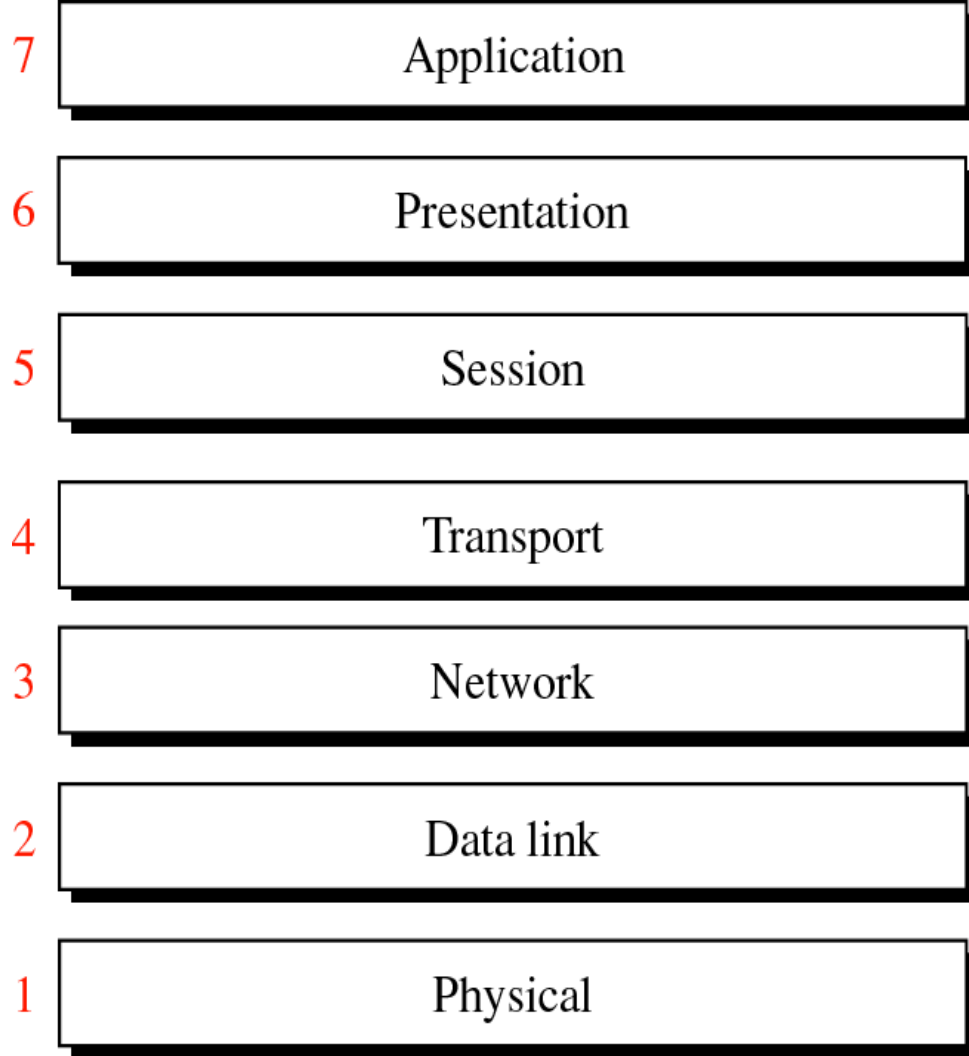 7 Application
6 Presentation
5 Session
4 Transport
3 Network
2 Data link
1 Physical